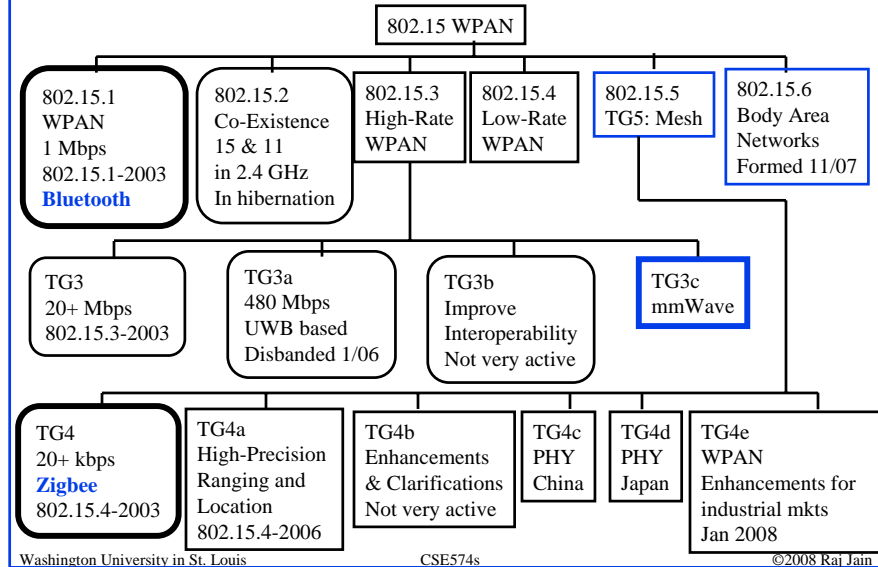 802.15 WPAN
802.15.1
WPAN
1 Mbps
802.15.1-2003
Bluetooth
802.15.2
Co-Existence
15 & 11
in 2.4 GHz
In hibernation
802.15.3
High-Rate
WPAN
802.15.4
Low-Rate
WPAN
802.15.5
TG5: Mesh
802.15.6
Body Area
Networks
Formed 11/07
TG3
20+ Mbps
802.15.3-2003
TG3a
480 Mbps
UWB based
Disbanded 1/06
TG3b
Improve
Interoperability
Not very active
TG3c
mmWave
TG4
20+ kbps
Zigbee
802.15.4-2003
TG4a
High-Precision
Ranging and
Location
802.15.4-2006
TG4b
Enhancements
& Clarifications
Not very active
TG4c
PHY
China
TG4d
PHY
Japan
TG4e
WPAN
Enhancements for
industrial mkts
Jan 2008
Washington University in St. Louis
CSE574s
©2008 Raj Jain